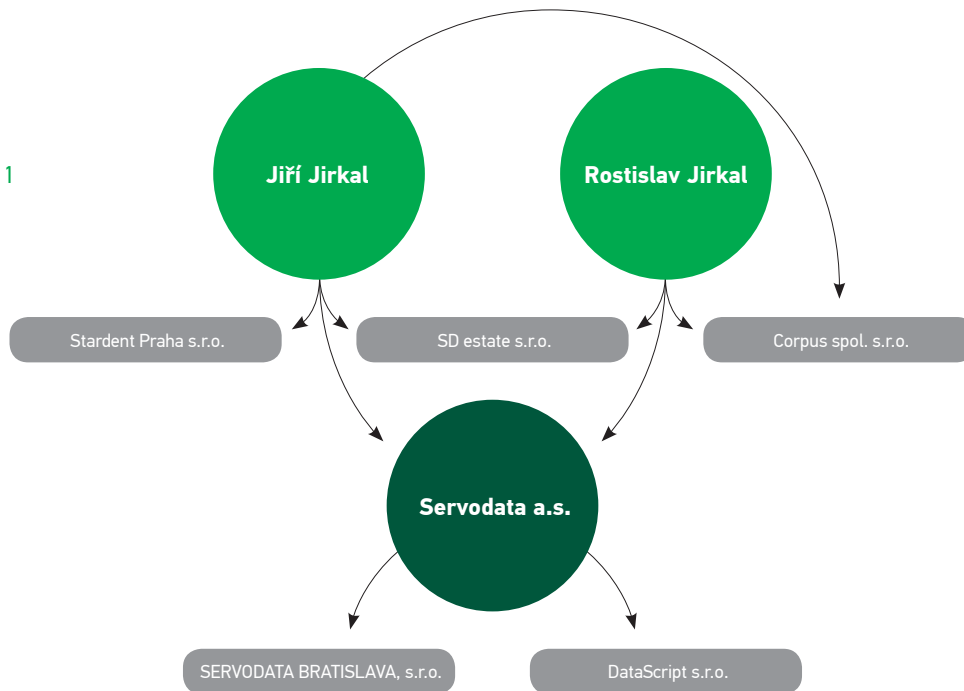 1
Jiří Jirkal
Rostislav Jirkal
Stardent Praha s.r.o.
SD estate s.r.o.
Corpus spol. s.r.o.
Servodata a.s.
SERVODATA BRATISLAVA, s.r.o.
DataScript s.r.o.